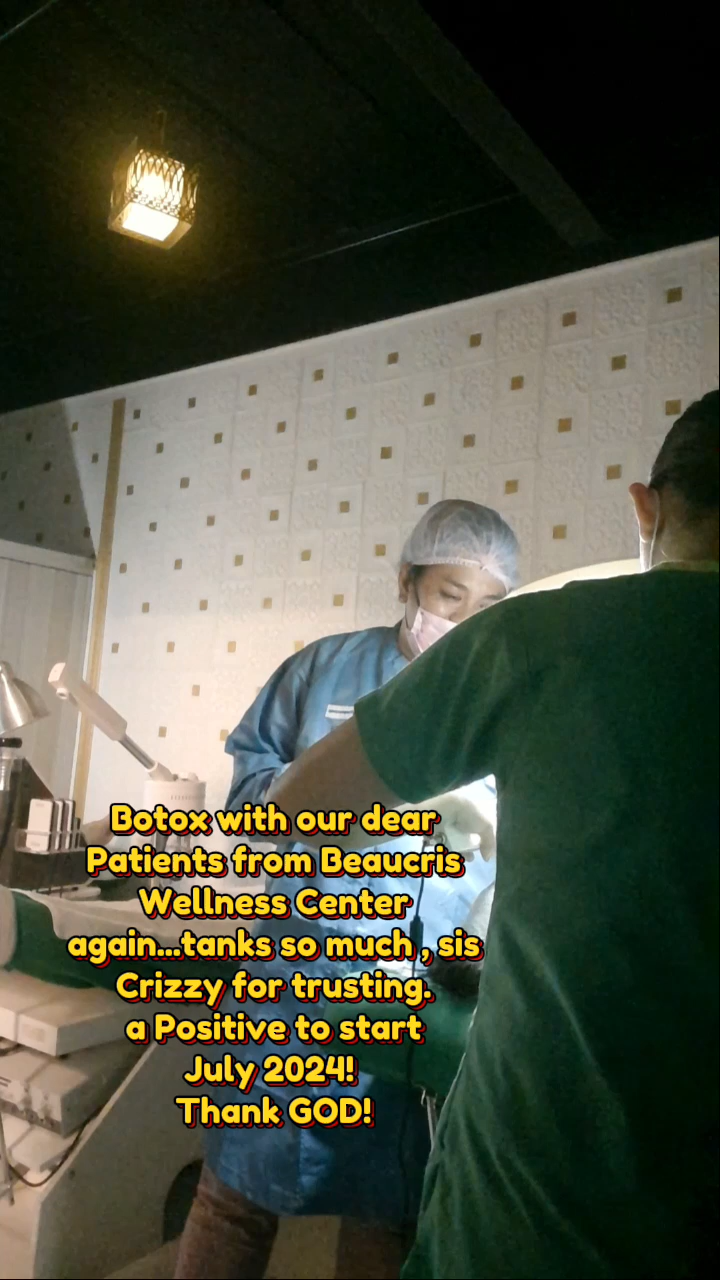 Botox with our dear
Patients from Beaucris
Wellness Center
again...tanks so much , sis
Crizzy for trusting.
a Positive to start
July 2024!
Thank GOD!